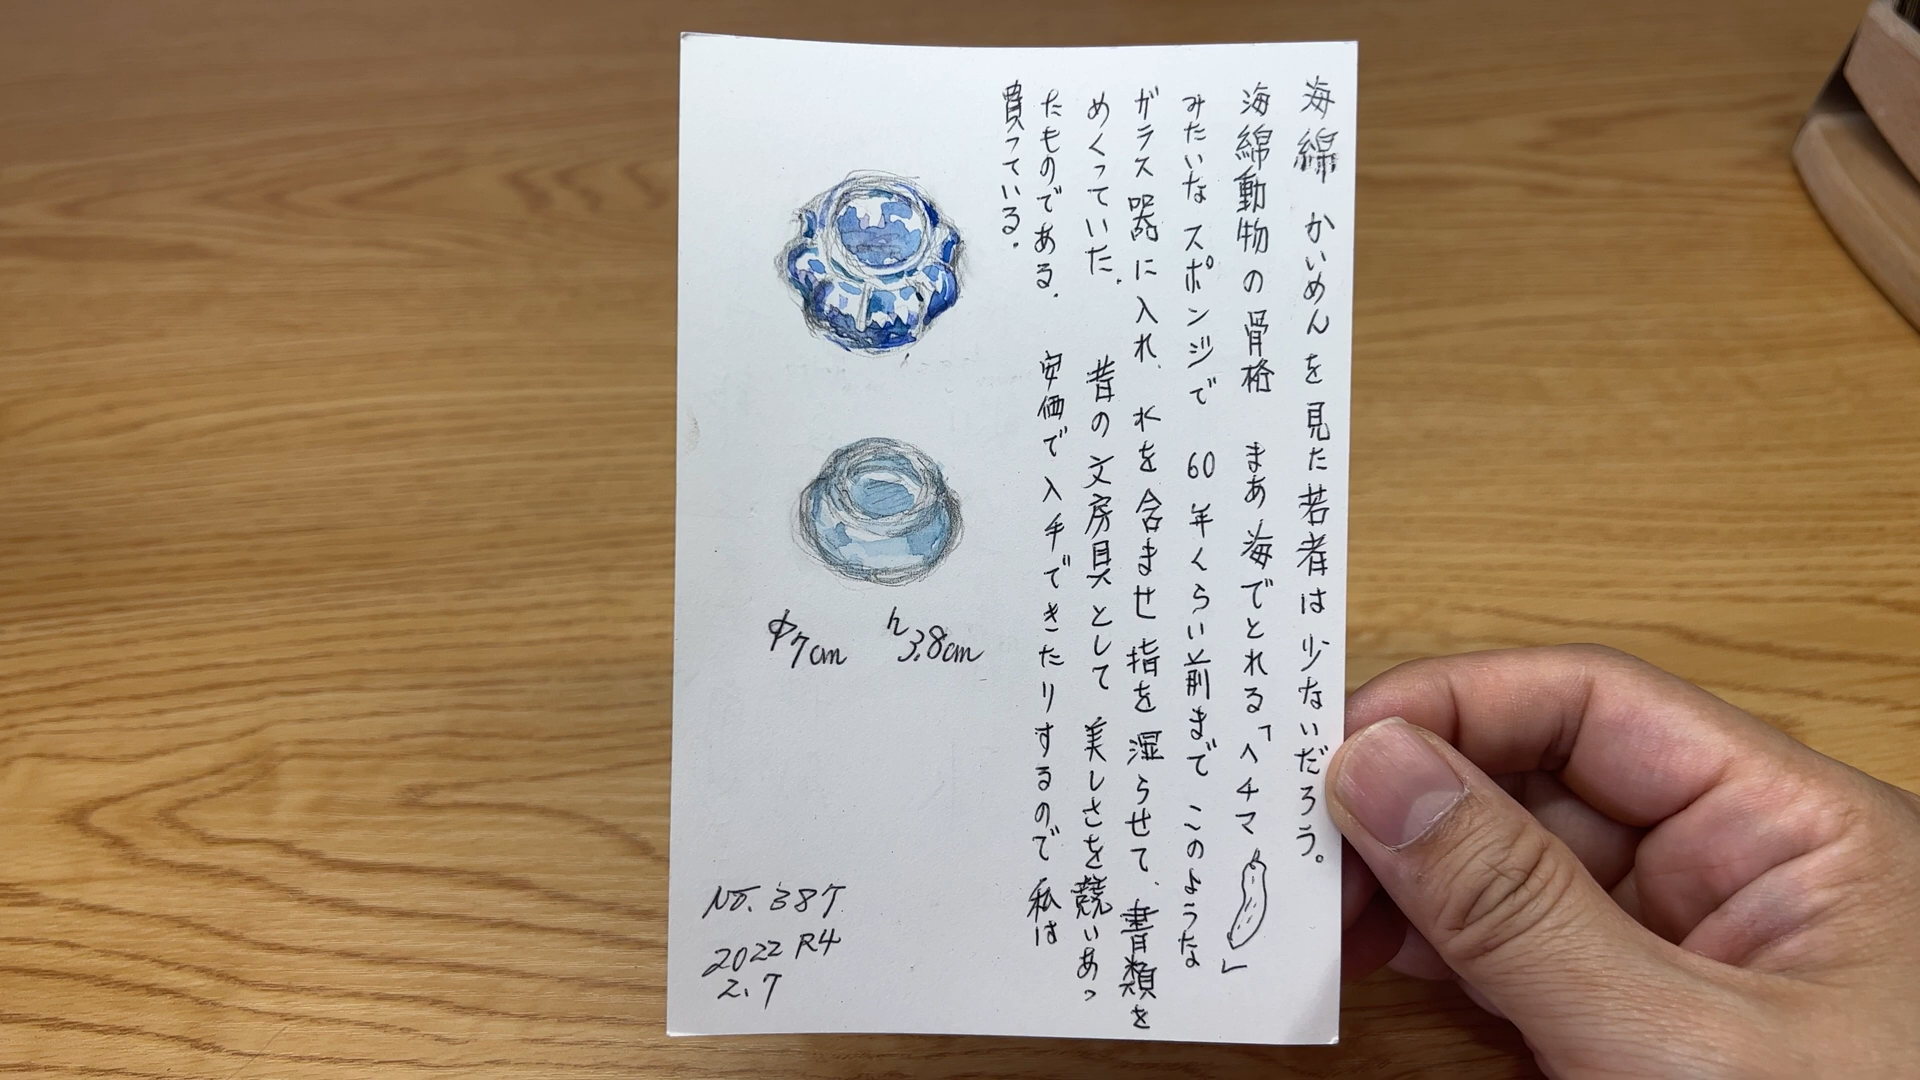 海綿 かいめんを見た若者は少ないだろう。
海綿動物の骨格 まあ海でとれる「ヘチマ」
みたいなスポンジで 60年くらい前まで このような
ガラス器に入れ、水を含ませ指を湿らせて、書類を
めくっていた。 昔の文房具として 美しさを競いあっ
たものである。 安価で入手できたりするので 私は
買っている。
φ7cm h3.8cm
NO. 387
2022 R4
2.7